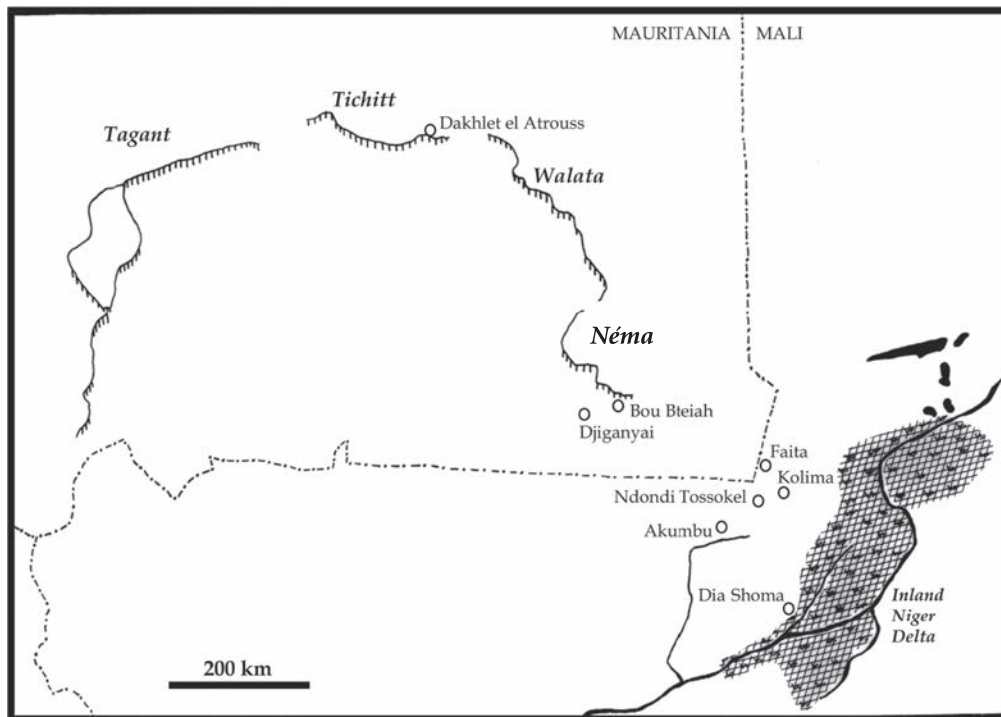 MAURITANIA MALI
Tichitt
Tagant
Dakhlet el Atrouss
Walata
Néma
Bou Bteiah
Djiganyai
Faita
Kolima
Ndondi Tossokel
Akumbu
Dia Shoma
Inland
Niger
Delta
200 km